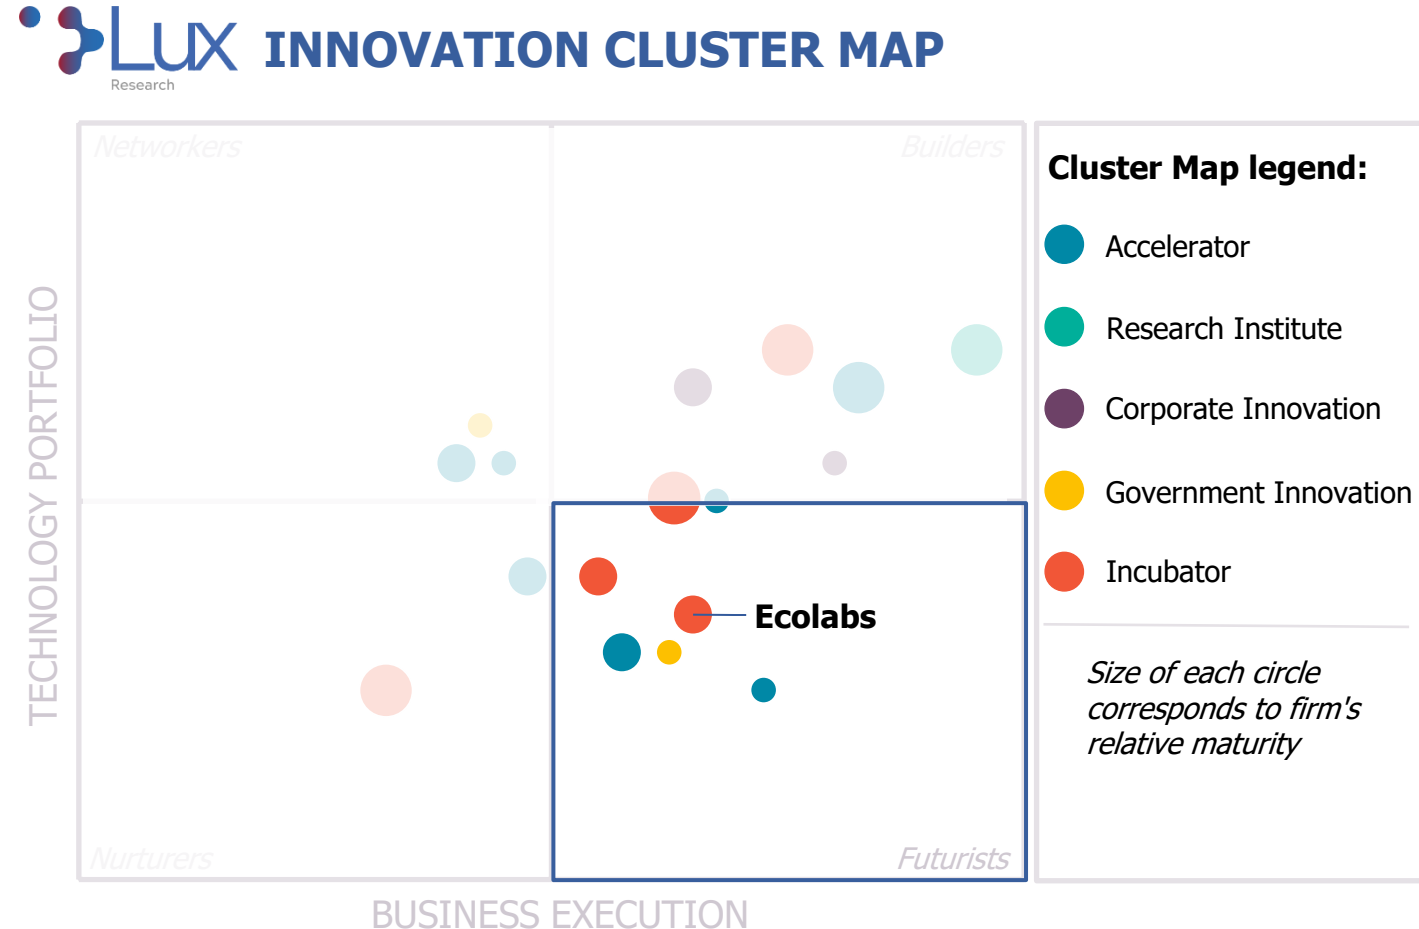 Lux
Research
INNOVATION CLUSTER MAP
Networkers
Builders
TECHNOLOGY PORTFOLIO
Ecolabs
Nurturers
Futurists
BUSINESS EXECUTION
Cluster Map legend:
Accelerator
Research Institute
Corporate Innovation
Government Innovation
Incubator
Size of each circle
corresponds to firm's
relative maturity